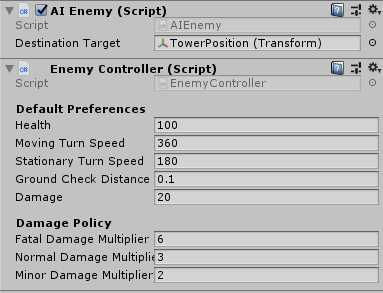 AI Enemy (Script)
Script AIEnemy
Destination Target TowerPosition (Transform)
Enemy Controller (Script)
Script EnemyController
Default Preferences
Health 100
Moving Turn Speed 360
Stationary Turn Speed 180
Ground Check Distance 0.1
Damage 20
Damage Policy
Fatal Damage Multiplier 6
Normal Damage Multiplie 3
Minor Damage Multiplier 2